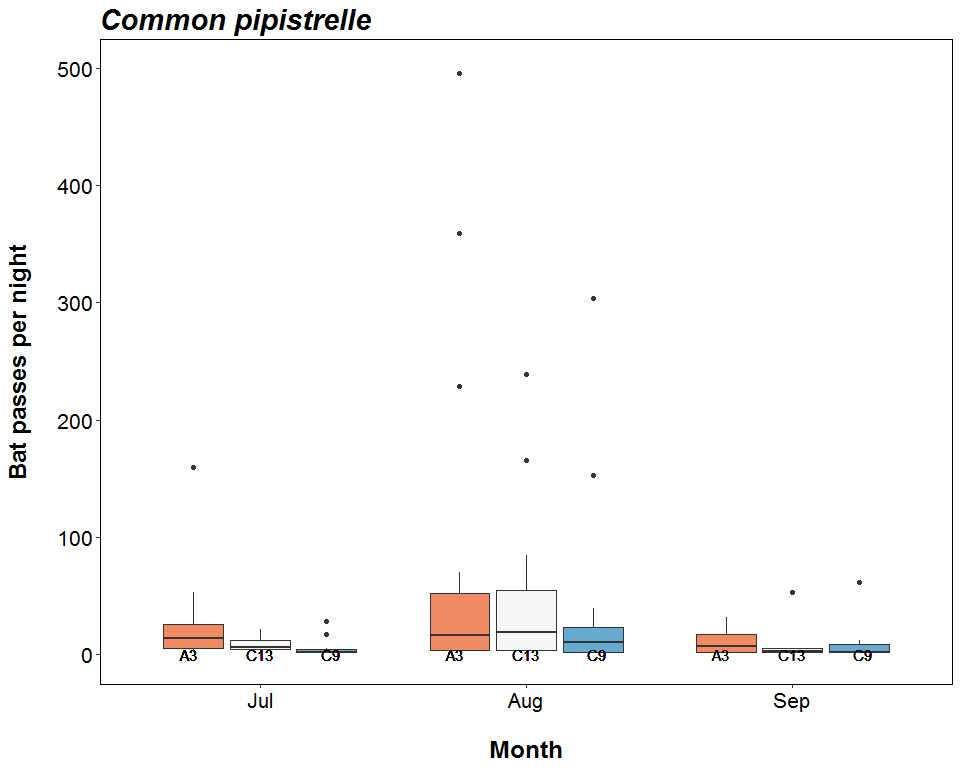 Common pipistrelle
Bat passes per night
500
400
300
200
100
0
A3 C13 C9 A3 C13 C9 A3 C13 C9
Jul Aug Sep
Month